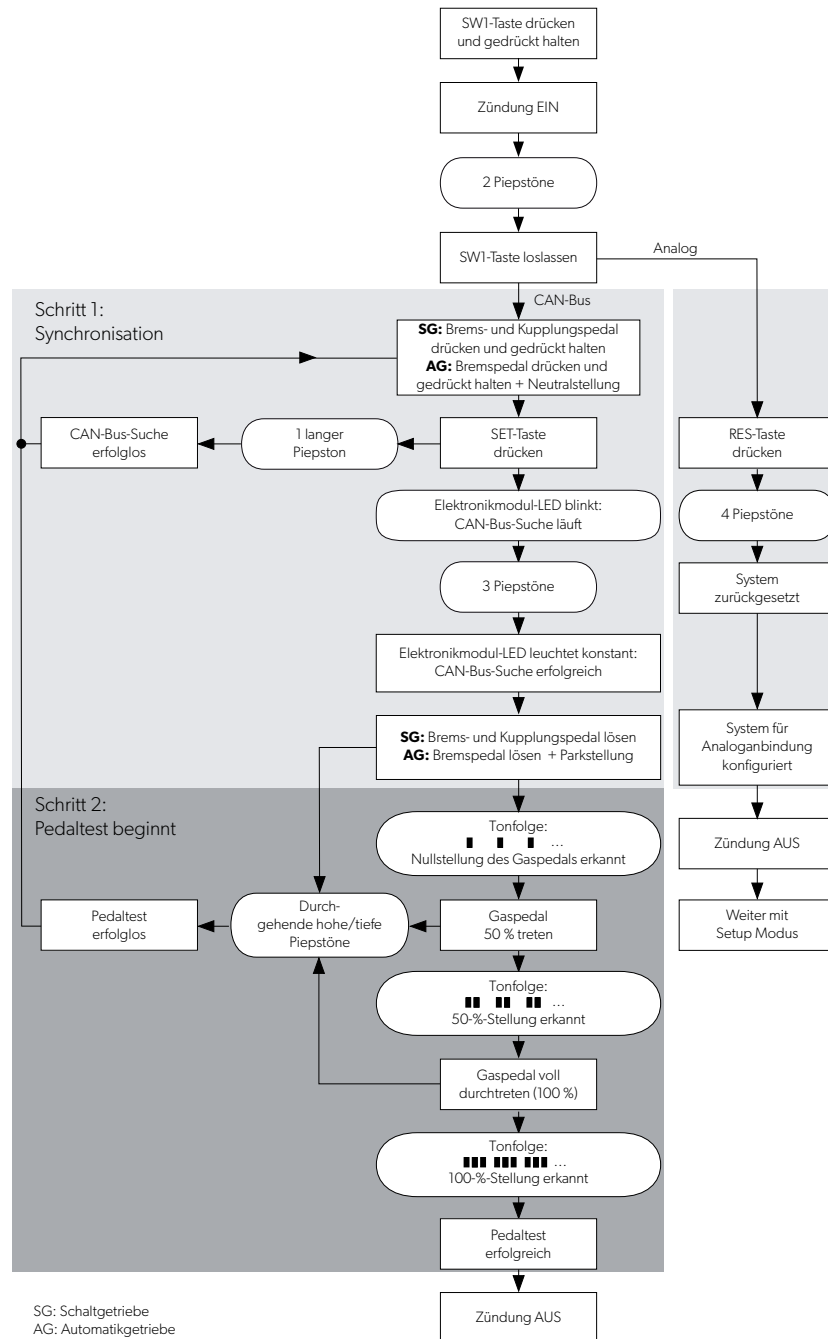 SW1-Taste drücken
und gedrückt halten
Zündung EIN
2 Piepstöne
SW1-Taste loslassen
Analog
CAN-Bus
Schritt 1:
Synchronisation
SG: Brems- und Kupplungspedal
drücken und gedrückt halten
AG: Bremspedal drücken und
gedrückt halten + Neutralstellung
CAN-Bus-Suche
erfolglos
1 langer
Piepston
SET-Taste
drücken
RES-Taste
drücken
Elektronikmodul-LED blinkt:
CAN-Bus-Suche läuft
4 Piepstöne
3 Piepstöne
System
zurückgesetzt
Elektronikmodul-LED leuchtet konstant:
CAN-Bus-Suche erfolgreich
SG: Brems- und Kupplungspedal lösen
AG: Bremspedal lösen + Parkstellung
System für
Analoganbindung
konfiguriert
Schritt 2:
Pedaltest beginnt
Tonfolge:
...
Nullstellung des Gaspedals erkannt
Zündung AUS
Pedaltest
erfolglos
Durch-
gehende hohe/tiefe
Piepstöne
Gaspedal
50 % treten
Weiter mit
Setup Modus
Tonfolge:
...
50-%-Stellung erkannt
Gaspedal voll
durchtreten (100 %)
Tonfolge:
...
100-%-Stellung erkannt
Pedaltest
erfolgreich
Zündung AUS
SG: Schaltgetriebe
AG: Automatikgetriebe